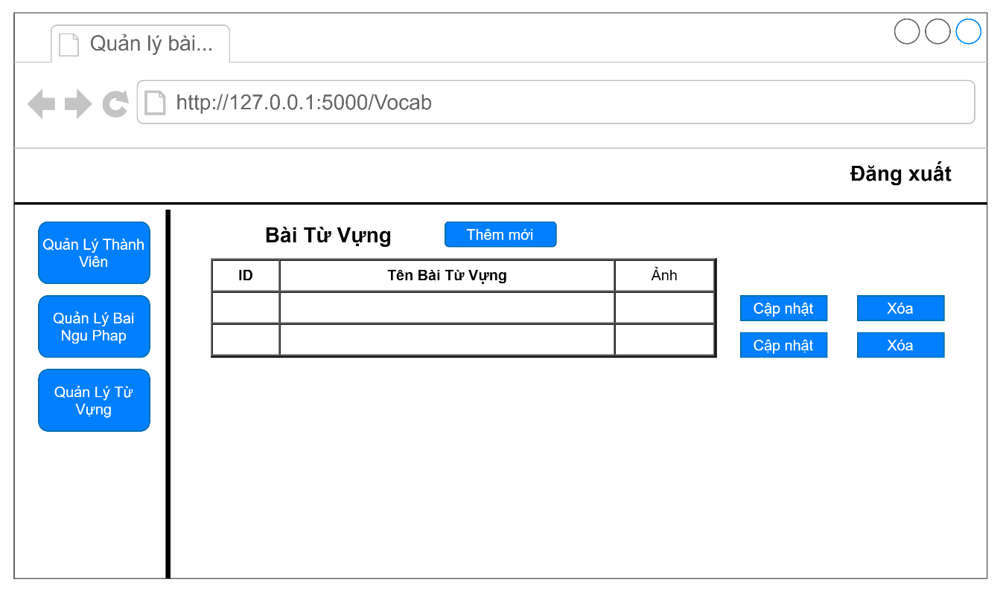 Quản lý bài...
http://127.0.0.1:5000/Vocab
Đăng xuất
Quản Lý Thành
Viên
Quản Lý Bai
Ngu Phap
Quản Lý Từ
Vựng
Bài Từ Vựng
Thêm mới
ID
Tên Bài Từ Vựng
Ảnh
Cập nhật
Xóa
Cập nhật
Xóa